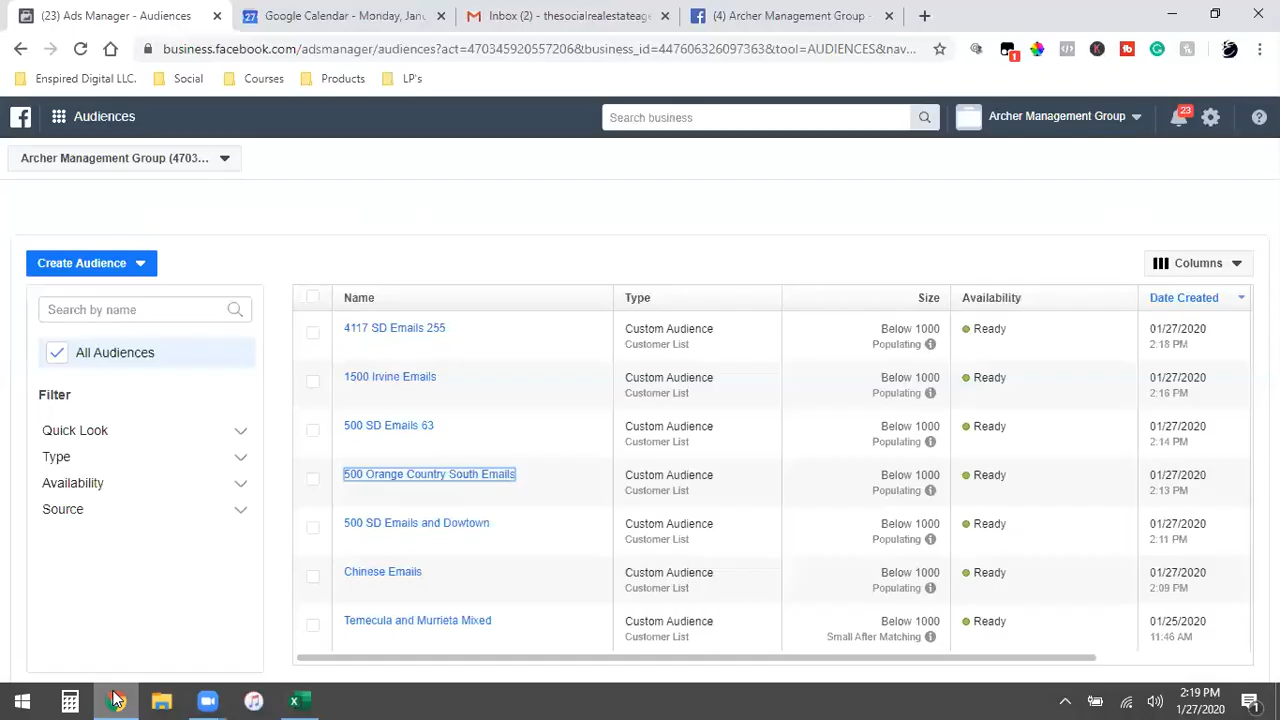 (23) Ads Manager - Audiences
Google Calendar - Monday, Janu
Inbox (2) - thesocialrealestateag
(4) Archer Management Group -
business.facebook.com/adsmanager/audiences?act=470345920557206&business_id=447606326097363&tool=AUDIENCES&nav...
Enspired Digital LLC.
Social
Courses
Products
LP's
Audiences
Search business
Archer Management Group
23
Archer Management Group (4703...
Create Audience
Columns
Search by name
All Audiences
Filter
Quick Look
Type
Availability
Source
Name Type Size Availability Date Created
4117 SD Emails 255 Custom Audience Below 1000 Ready 01/27/2020
Customer List Populating 2:18 PM
1500 Irvine Emails Custom Audience Below 1000 Ready 01/27/2020
Customer List Populating 2:16 PM
500 SD Emails 63 Custom Audience Below 1000 Ready 01/27/2020
Customer List Populating 2:14 PM
500 Orange Country South Emails Custom Audience Below 1000 Ready 01/27/2020
Customer List Populating 2:13 PM
500 SD Emails and Dowtown Custom Audience Below 1000 Ready 01/27/2020
Customer List Populating 2:11 PM
Chinese Emails Custom Audience Below 1000 Ready 01/27/2020
Customer List Populating 2:09 PM
Temecula and Murrieta Mixed Custom Audience Below 1000 Ready 01/25/2020
Customer List Small After Matching 11:46 AM
2:19 PM
1/27/2020